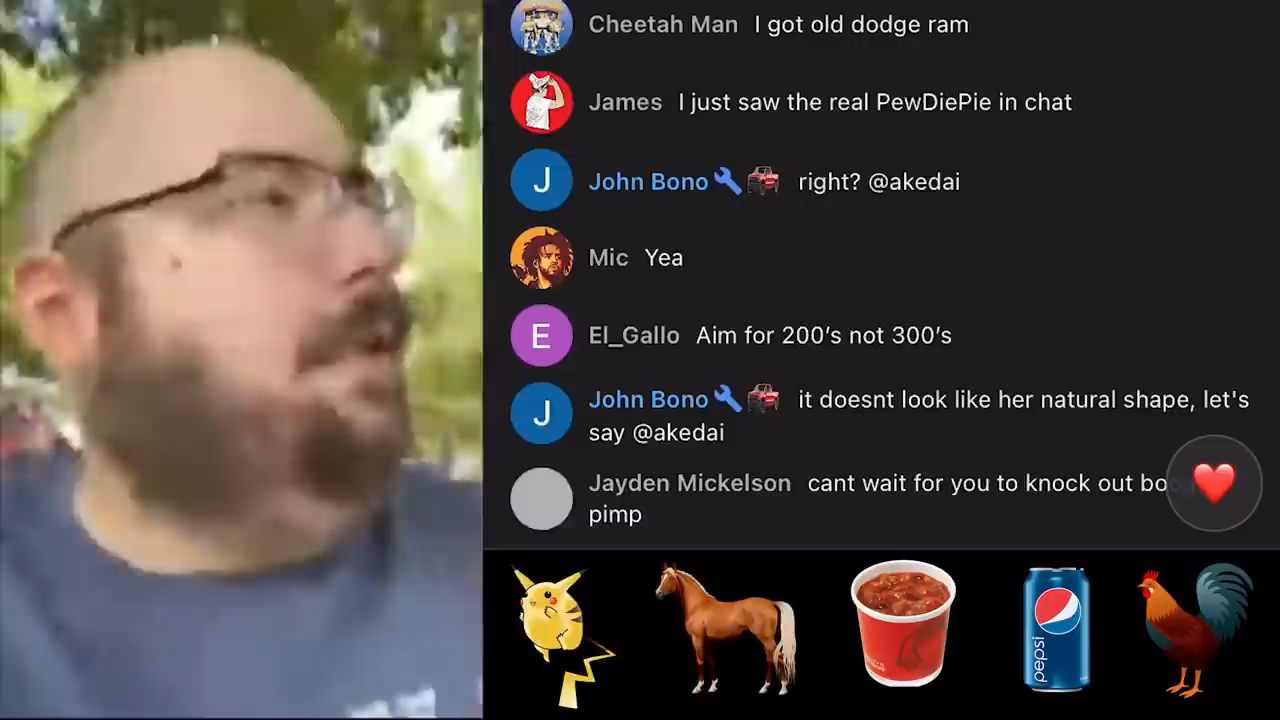 Cheetah Man I got old dodge ram
James I just saw the real PewDiePie in chat
J
John Bono right? @akedai
Mic Yea
E
El_Gallo Aim for 200's not 300's
J
John Bono it doesnt look like her natural shape, let's
say @akedai
Jayden Mickelson cant wait for you to knock out
pimp
pepsi